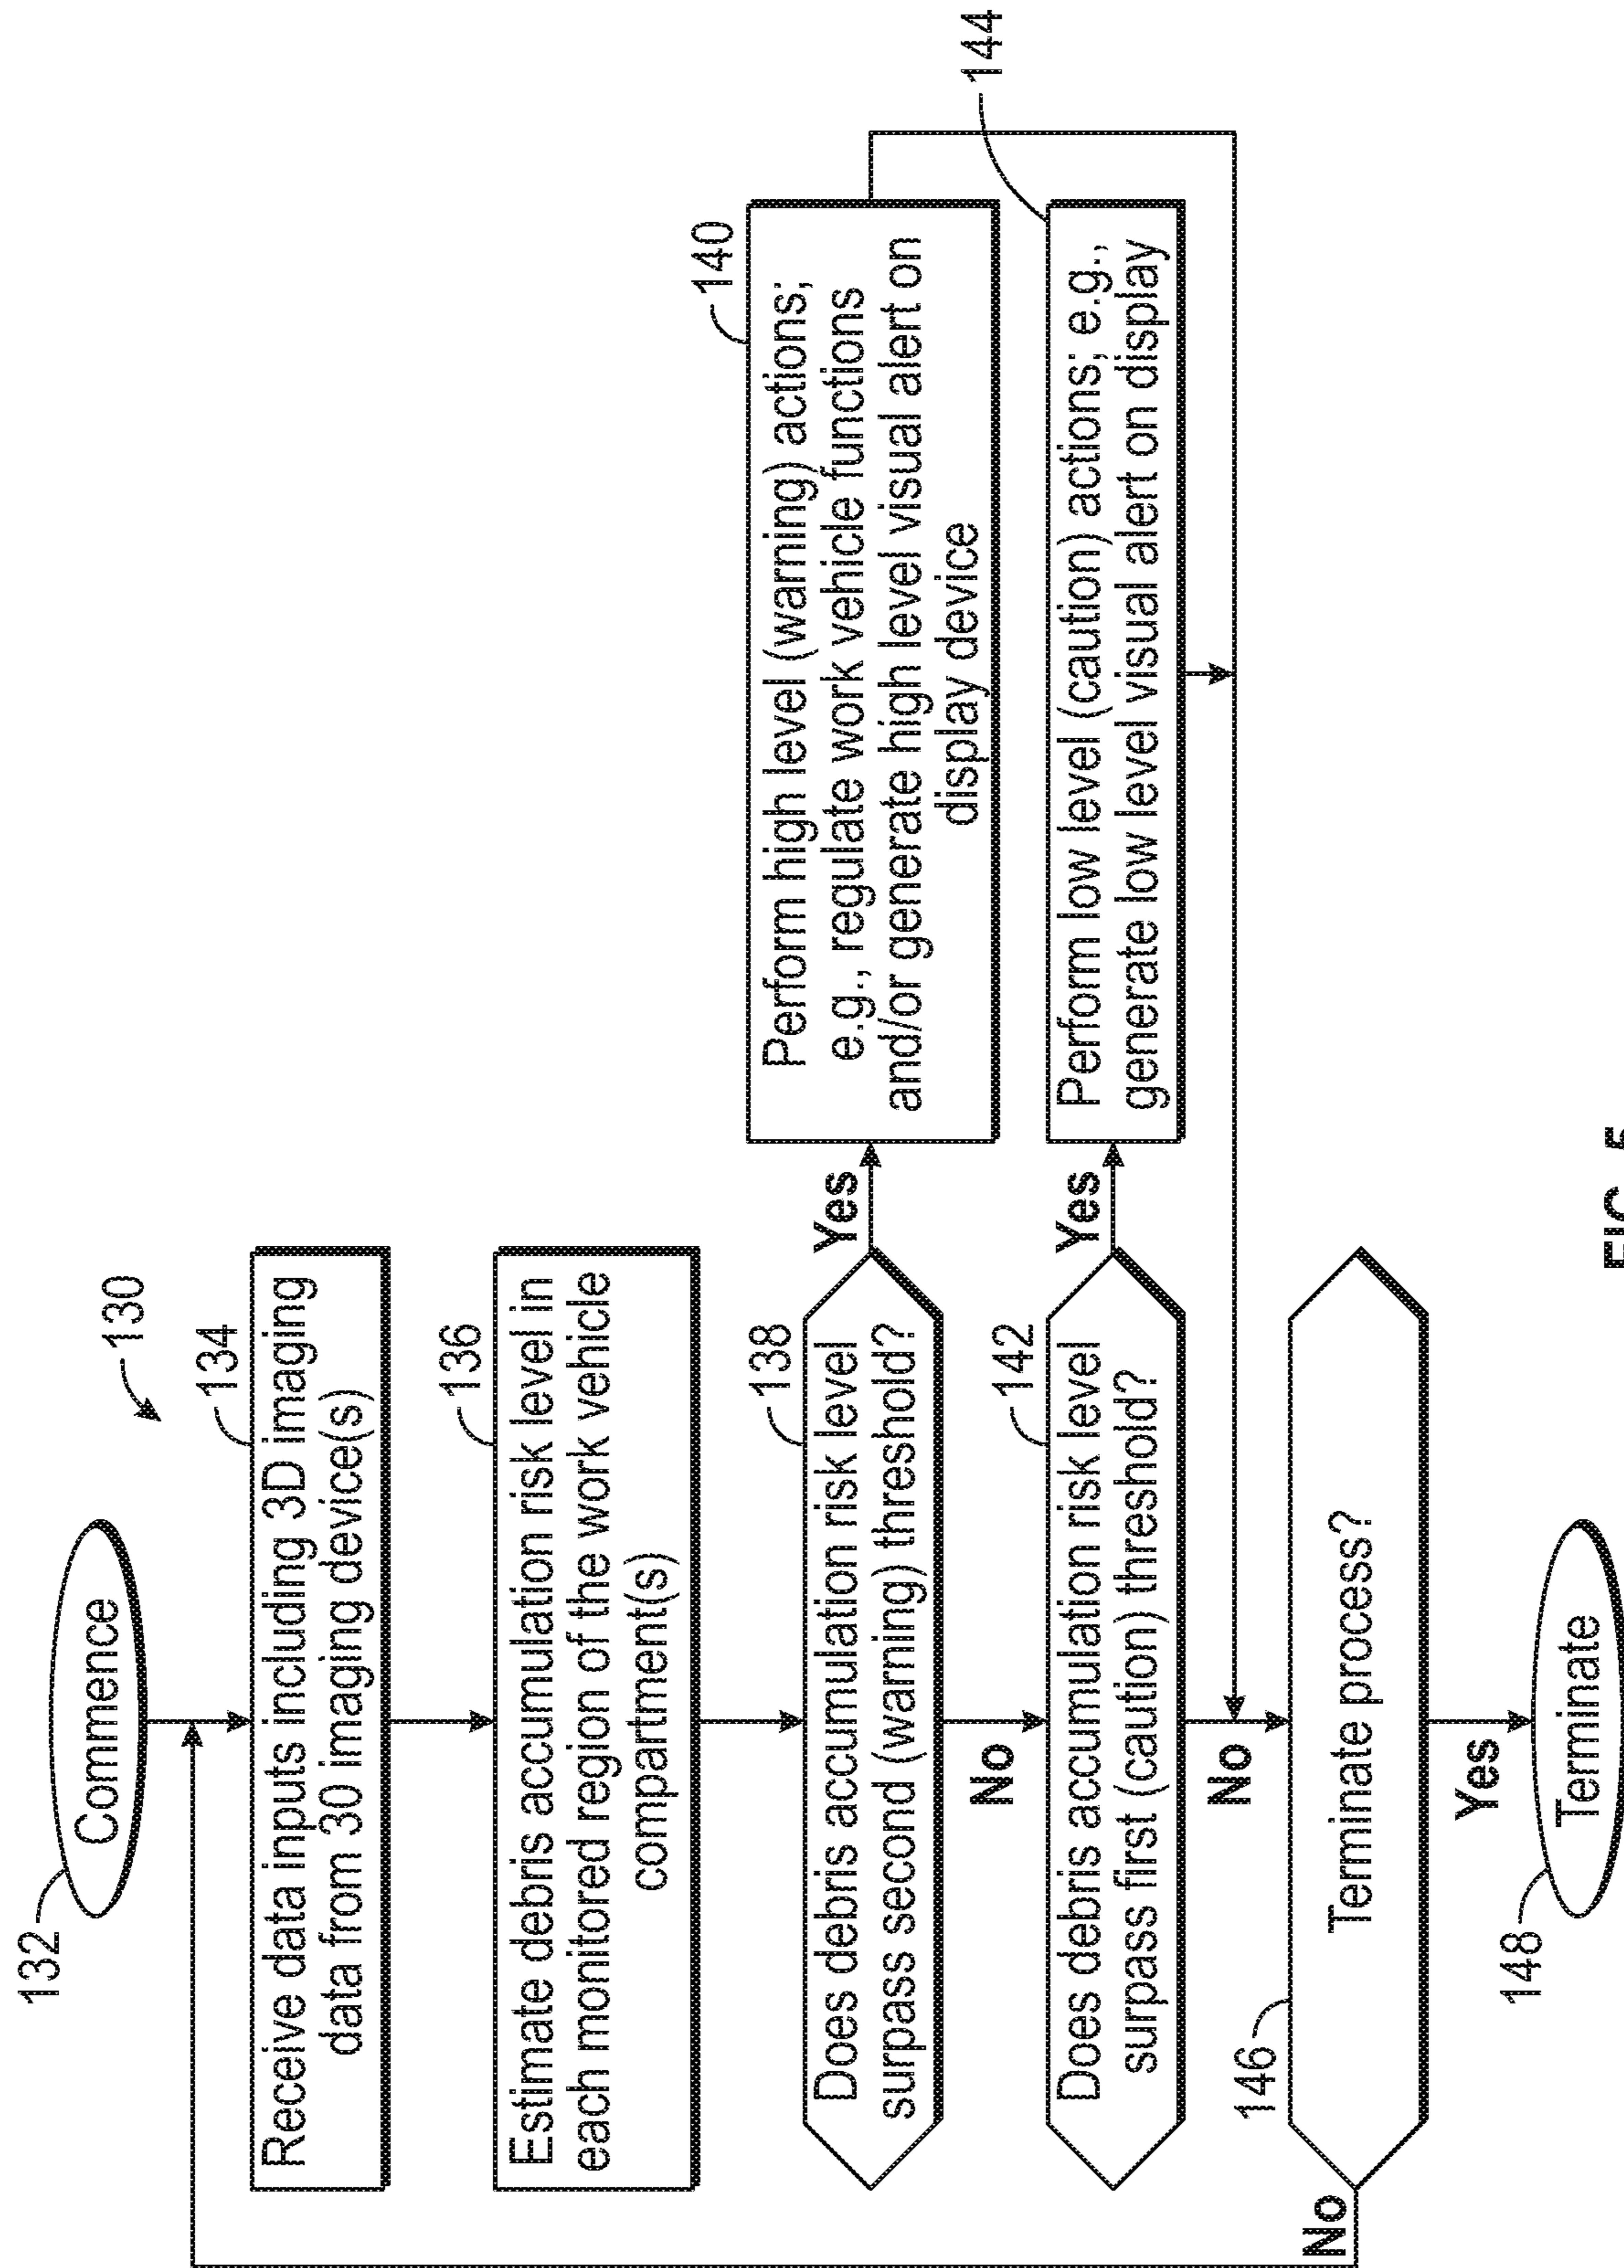 130
132
Commence
134
Receive data inputs including 3D imaging
data from 30 imaging device(s)
136
Estimate debris accumulation risk level in
each monitored region of the work vehicle
compartment(s)
138
Does debris accumulation risk level
surpass second (warning) threshold?
Yes
140
Perform high level (warning) actions;
e.g., regulate work vehicle functions
and/or generate high level visual alert on
display device
No
142
Does debris accumulation risk level
surpass first (caution) threshold?
Yes
144
Perform low level (caution) actions; e.g.,
generate low level visual alert on display
No
146
Terminate process?
No
Yes
148
Terminate
FIG. 5